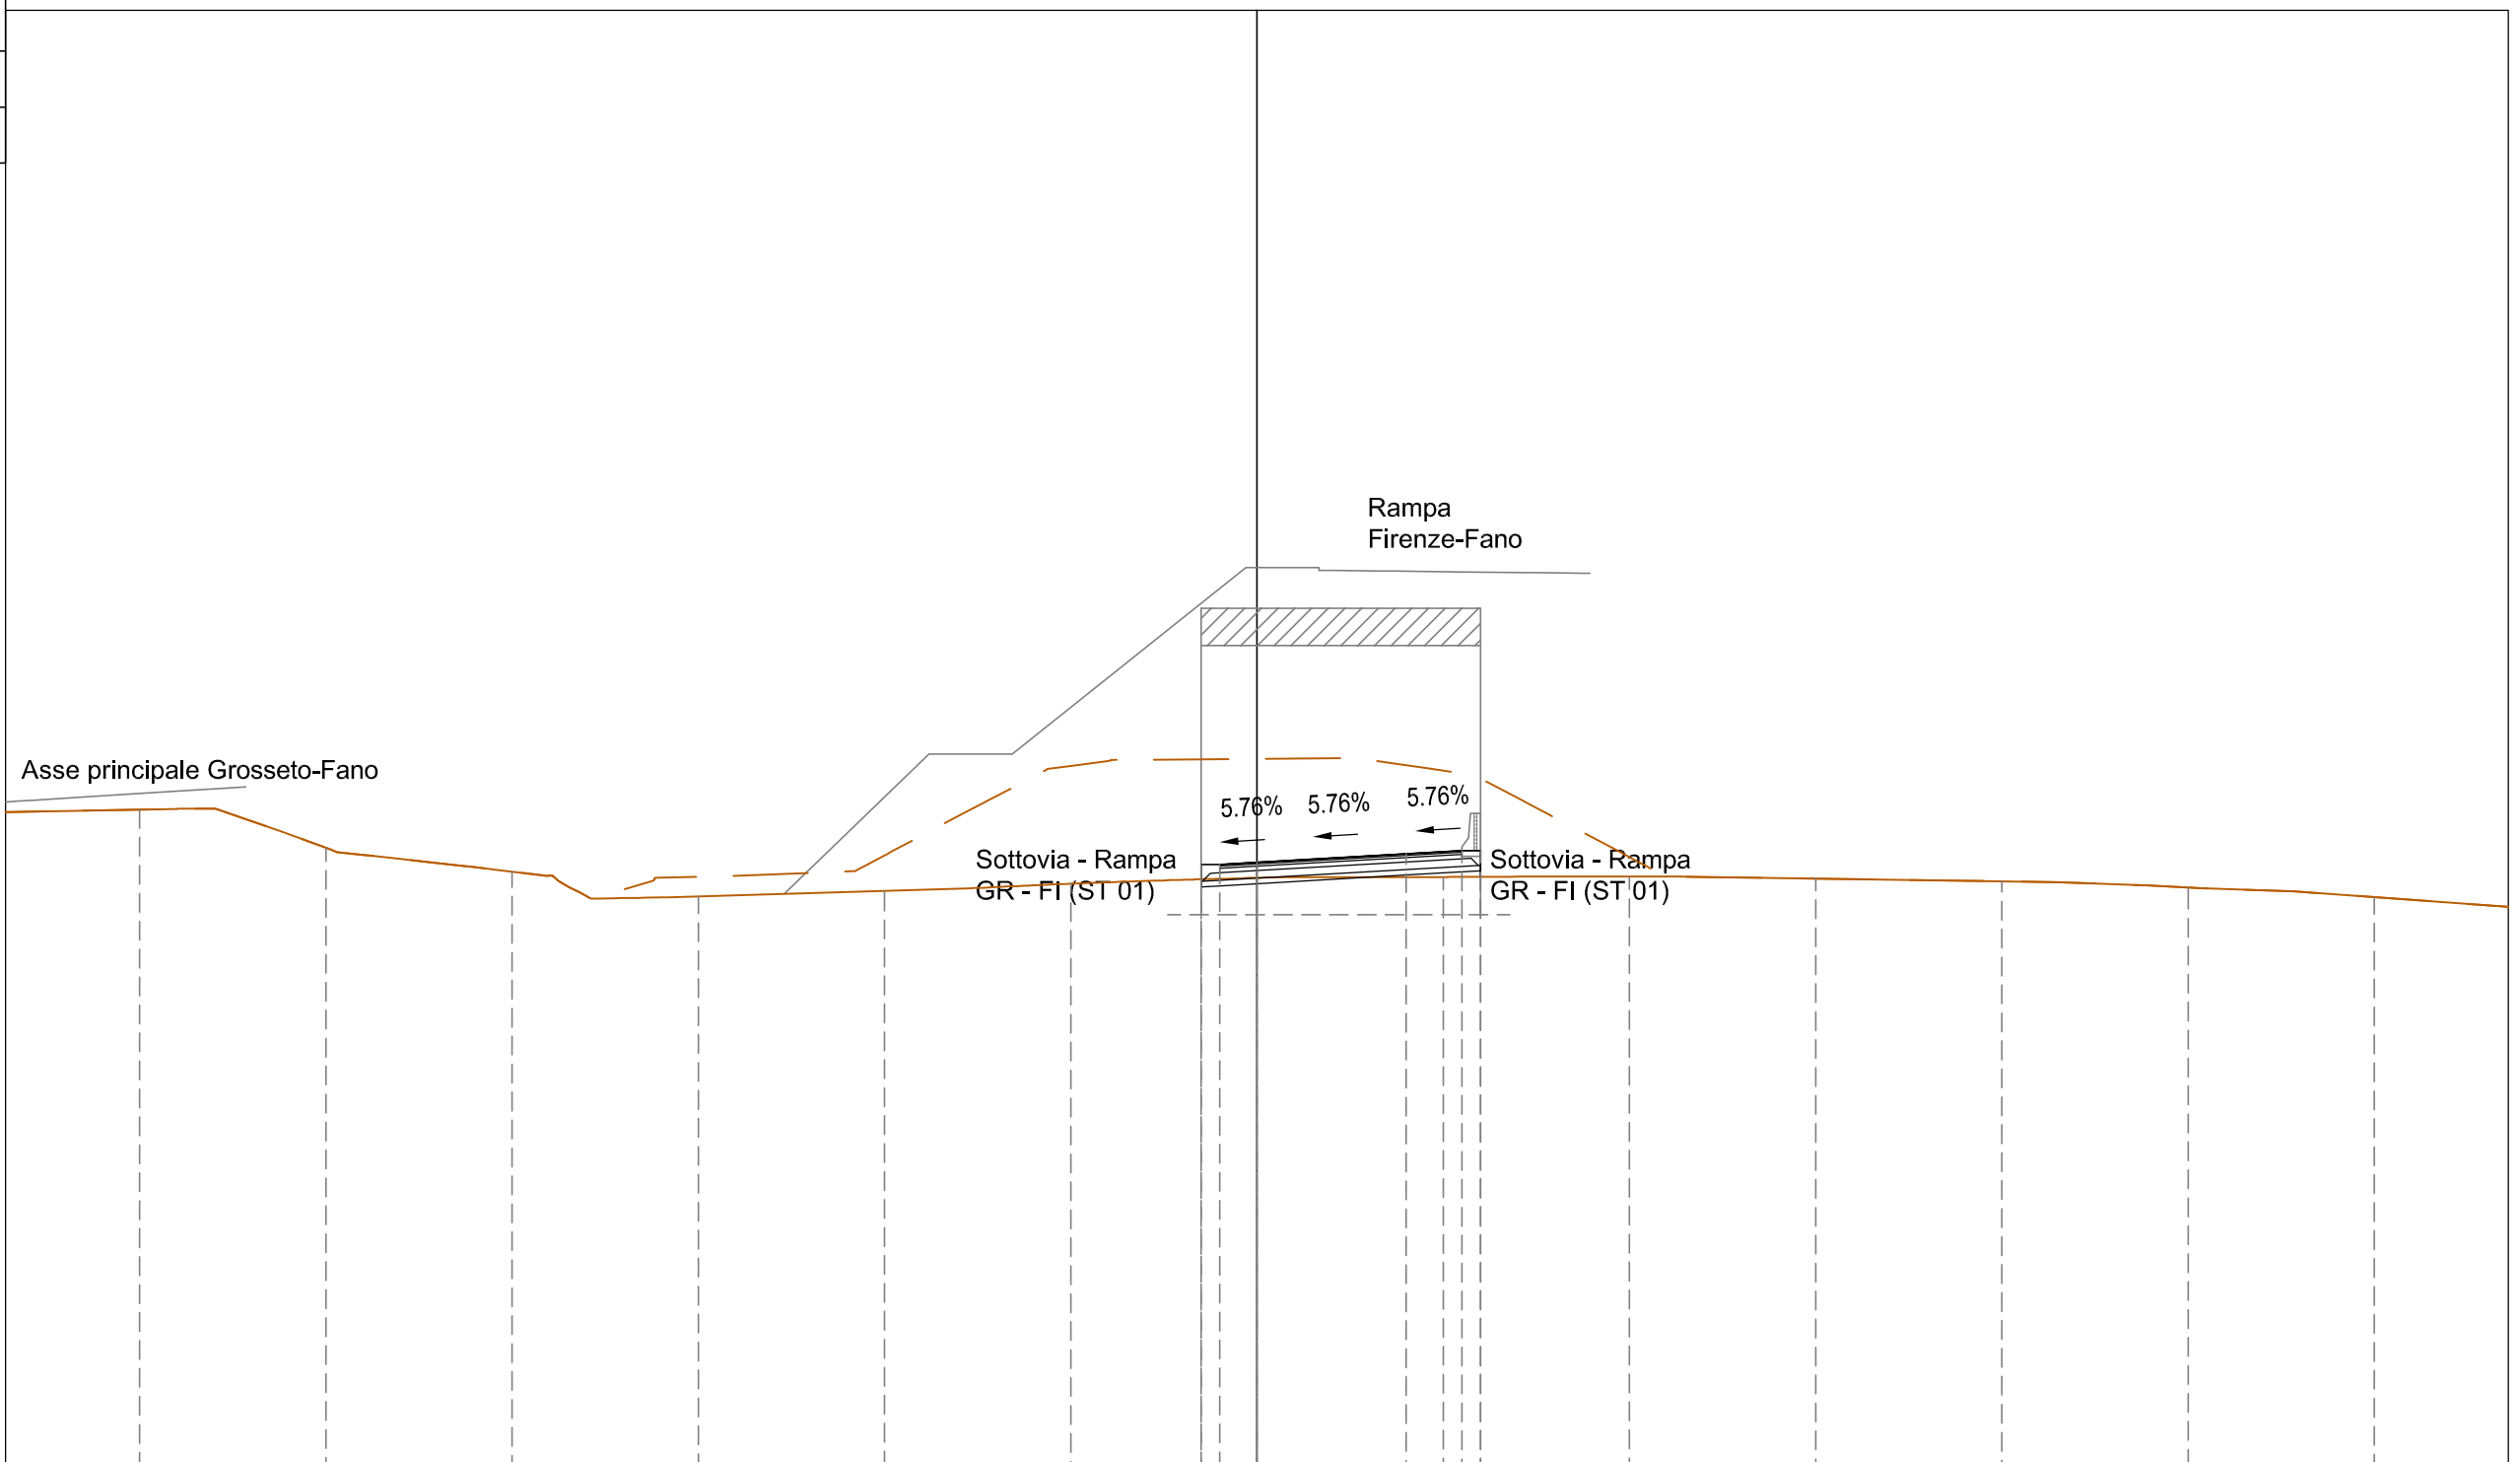 Rampa
Firenze-Fano
Asse principale Grosseto-Fano
5.76% 5.76% 5.76%
Sottovia - Rampa
GR - FI (ST 01)
Sottovia - Rampa
GR - FI (ST 01)